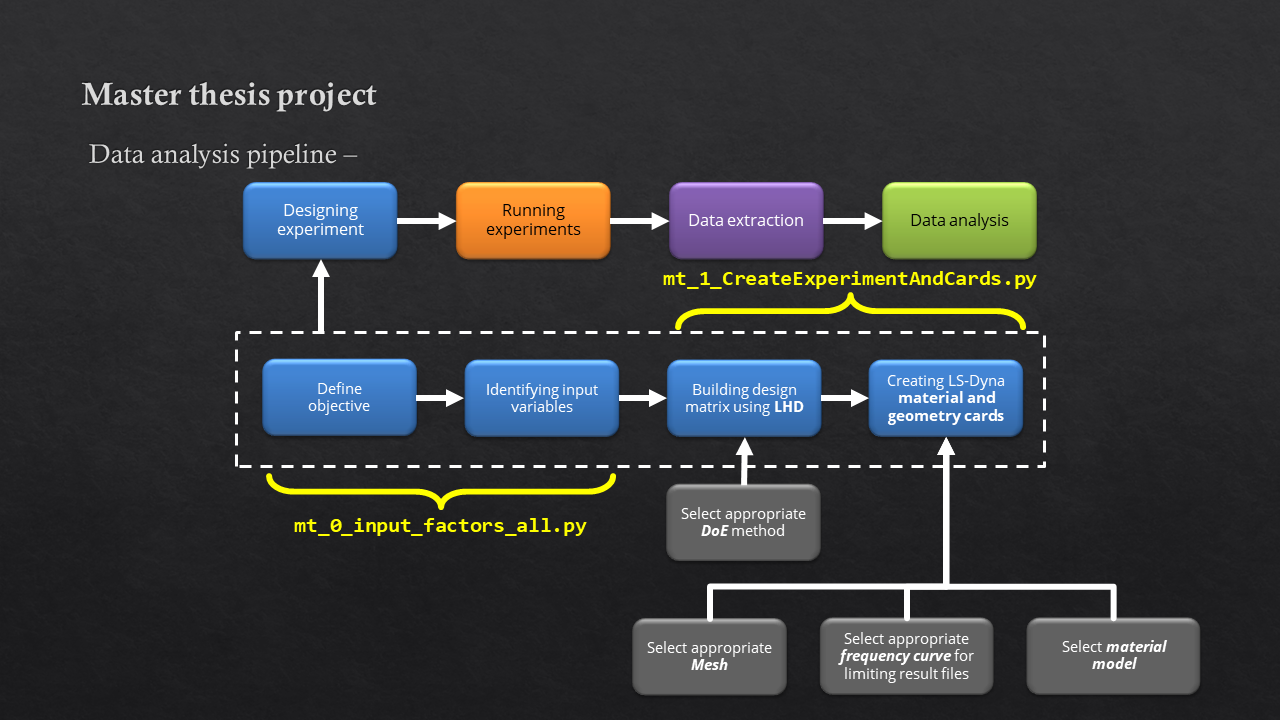 Master thesis project
Data analysis pipeline –
Designing
experiment
Running
experiments
Data extraction
Data analysis
mt_1_CreateExperimentAndCards.py
Define
objective
Identifying input
variables
Building design
matrix using LHD
Creating LS-Dyna
material and
geometry cards
mt_0_input_factors_all.py
Select appropriate
DoE method
Select appropriate
Mesh
Select appropriate
frequency curve for
limiting result files
Select material
model